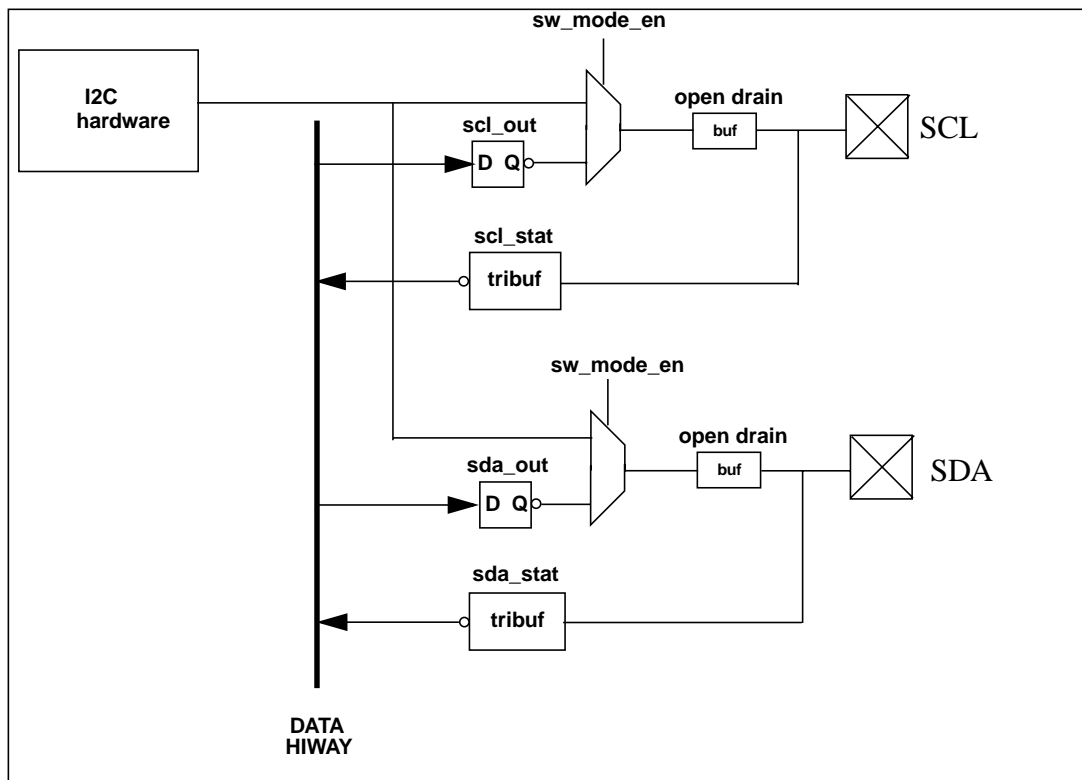 sw_mode_en
I2C
hardware
open drain
scl_out
buf
SCL
D Q
scl_stat
tribuf
sw_mode_en
open drain
sda_out
buf
SDA
D Q
sda_stat
tribuf
DATA
HIWAY